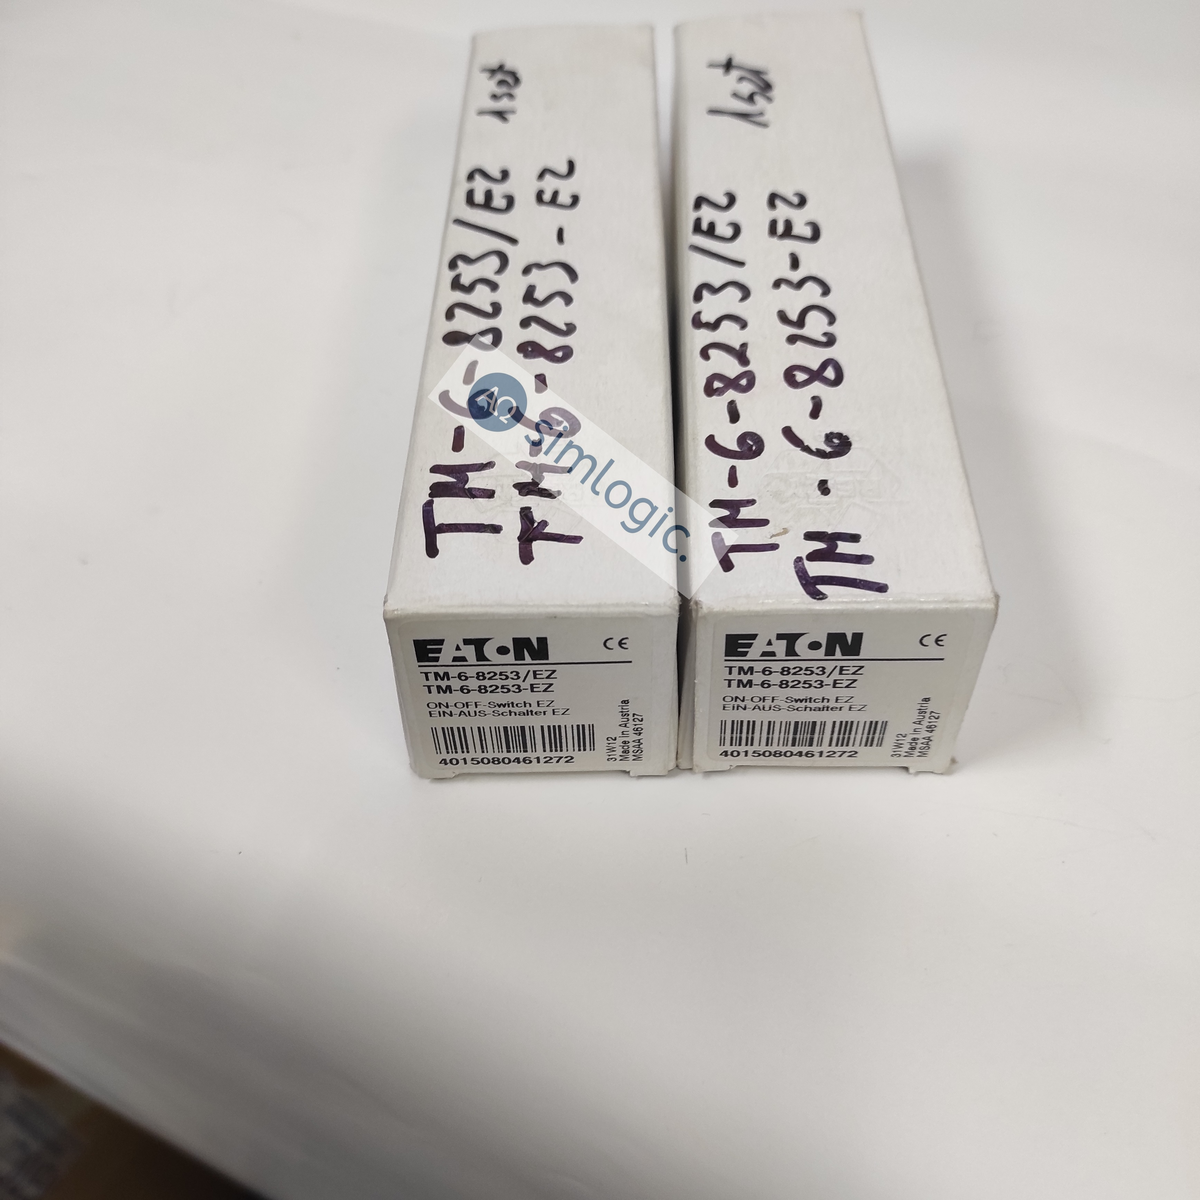 1set
TM-6-8253/EZ
TM-6-8253-EZ
1set
TM-6-8253/EZ
TM-6-8253-EZ
AΩ simlogic.
EATON CE
TM-6-8253/EZ
TM-6-8253-EZ
ON-OFF-Switch EZ
EIN-AUS-Schalter EZ
4015080461272
31W12
Made in Austria
MSAA 46127
EATON CE
TM-6-8253/EZ
TM-6-8253-EZ
ON-OFF-Switch EZ
EIN-AUS-Schalter EZ
4015080461272
31W12
Made in Austria
MSAA 46127